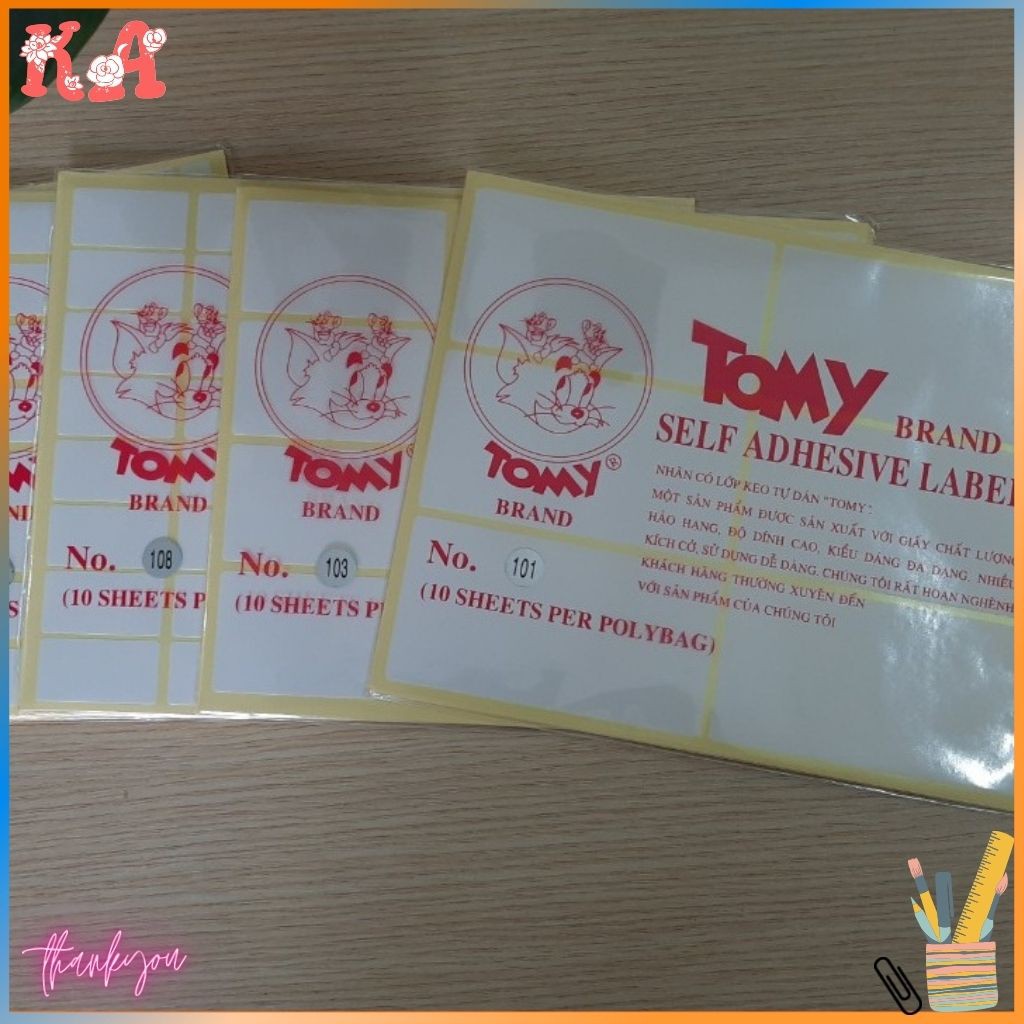 KA
TOMY
BRAND
No. 108
(10 SHEETS P
TOMY
BRAND
No. 103
(10 SHEETS P
TOMY®
BRAND
No. 101
(10 SHEETS PER POLYBAG)
TOMY BRAND
SELF ADHESIVE LABEL
NHÃN CÓ LỚP KEO TỰ DÁN "TOMY".
MỘT SẢN PHẨM ĐƯỢC SẢN XUẤT VỚI GIẤY CHẤT LƯỢNG
HẢO HẠNG, ĐỘ DÍNH CAO, KIỂU DÁNG ĐA DẠNG, NHIỀU
KÍCH CỠ, SỬ DỤNG DỄ DÀNG, CHÚNG TÔI RẤT HOAN NGHÊNH
KHÁCH HÀNG THƯỜNG XUYÊN ĐẾN
VỚI SẢN PHẨM CỦA CHÚNG TÔI
thankyou